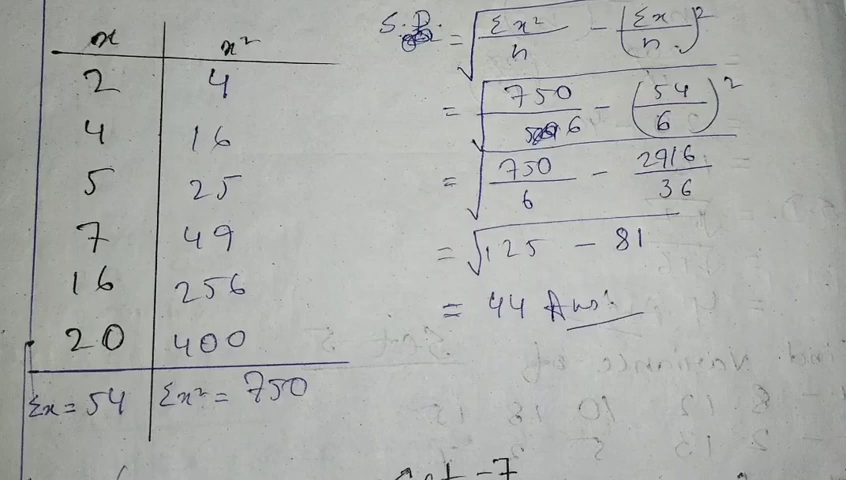 x x²
2 4
4 16
5 25
7 49
16 256
20 400
Σx = 54 Σx² = 750
S.D. = √(Σx²/n − (Σx/n)²)
= √(750/6 − (54/6)²)
= √(750/6 − 2916/36)
= √125 − 81
= 44 Ans: